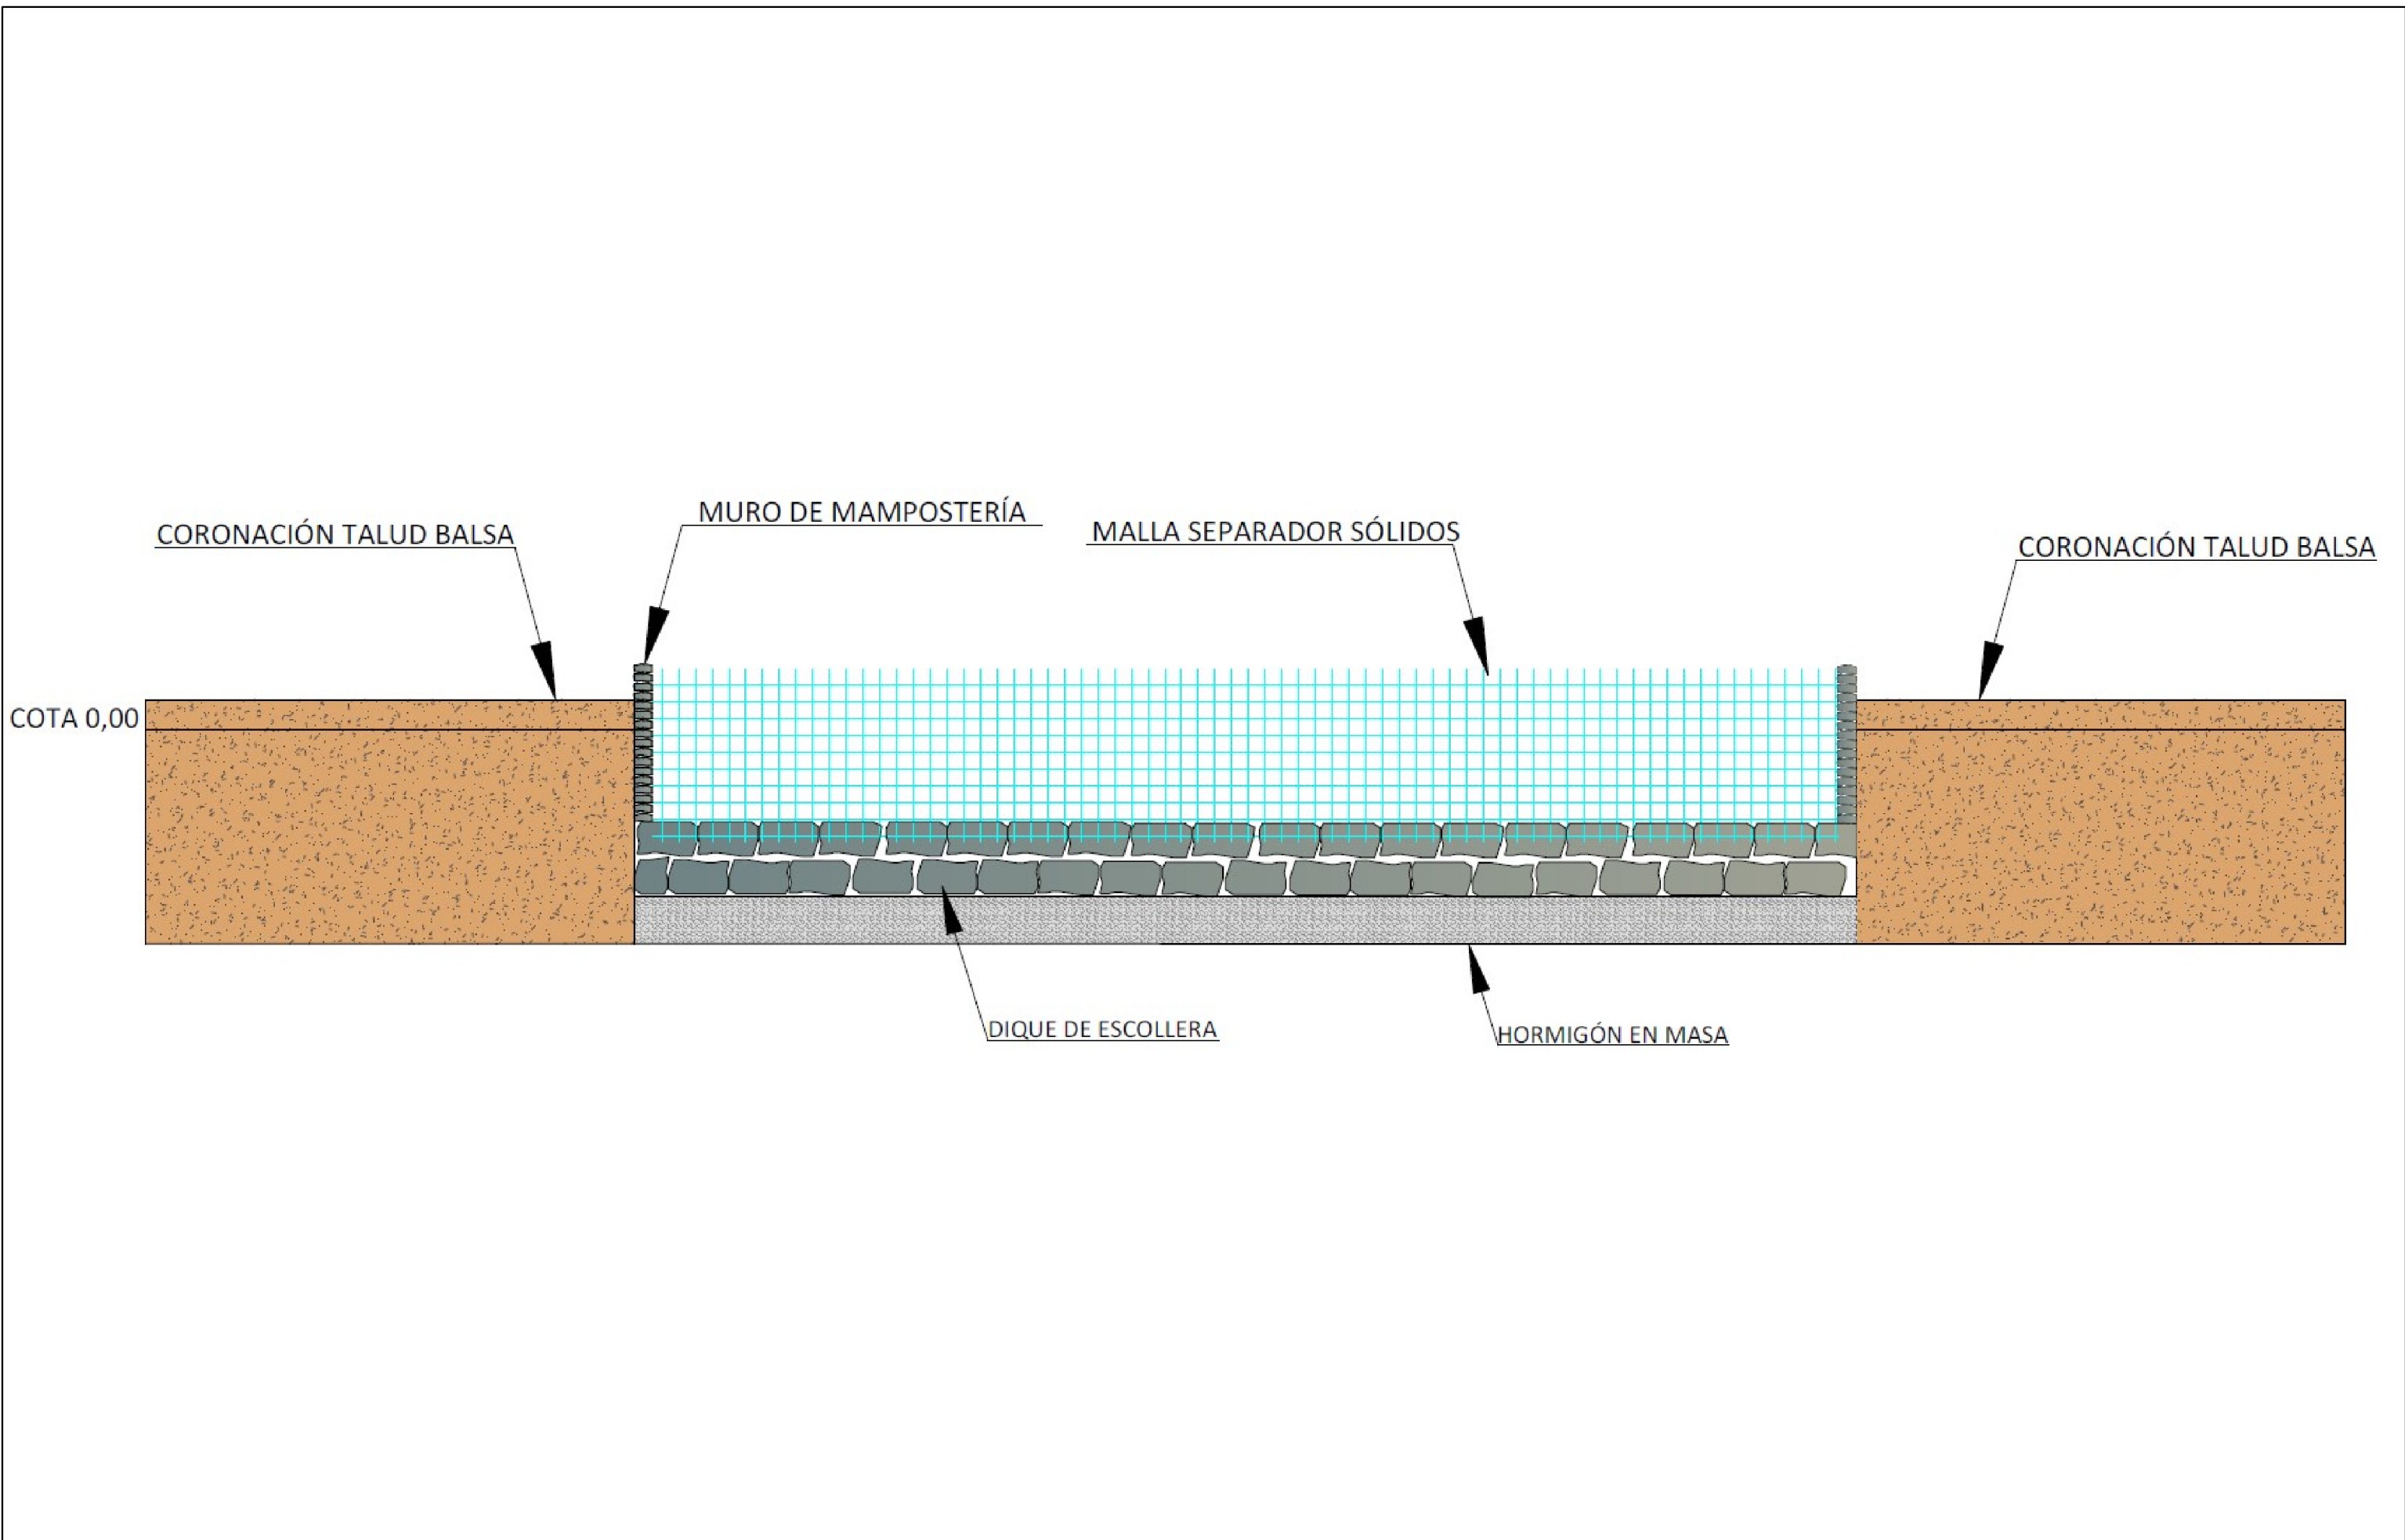 MURO DE MAMPOSTERÍA
CORONACIÓN TALUD BALSA
MALLA SEPARADOR SÓLIDOS
CORONACIÓN TALUD BALSA
COTA 0,00
DIQUE DE ESCOLLERA
HORMIGÓN EN MASA